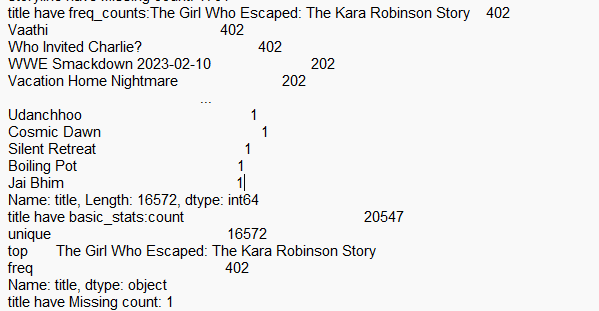 title have freq_counts:The Girl Who Escaped: The Kara Robinson Story 402
Vaathi 402
Who Invited Charlie? 402
WWE Smackdown 2023-02-10 202
Vacation Home Nightmare 202
...
Udanchhoo 1
Cosmic Dawn 1
Silent Retreat 1
Boiling Pot 1
Jai Bhim 1
Name: title, Length: 16572, dtype: int64
title have basic_stats:count 20547
unique 16572
top The Girl Who Escaped: The Kara Robinson Story
freq 402
Name: title, dtype: object
title have Missing count: 1